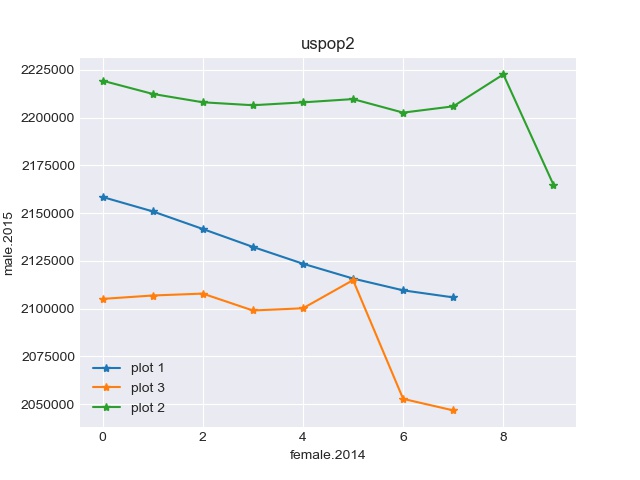 uspop2
2225000
2200000
2175000
2150000
2125000
2100000
2075000
2050000
male.2015
plot 1
plot 3
plot 2
0 2 4 6 8
female.2014